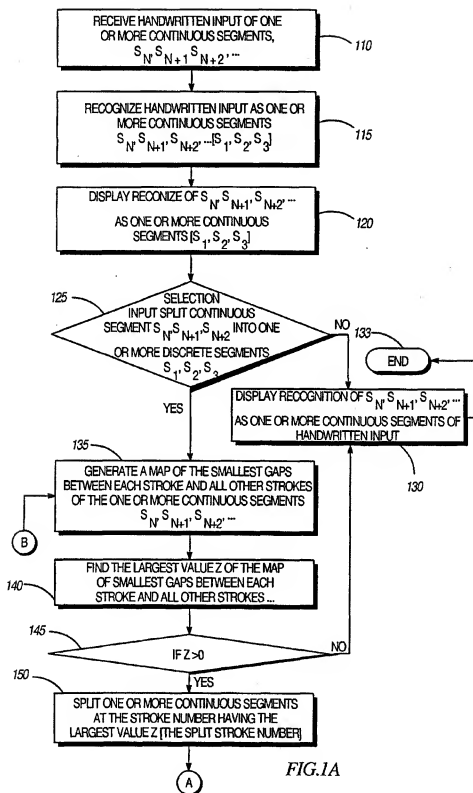 RECEIVE HANDWRITTEN INPUT OF ONE
OR MORE CONTINUOUS SEGMENTS,
S N, S N+1 S N+2, ...
110
RECOGNIZE HANDWRITTEN INPUT AS ONE OR
MORE CONTINUOUS SEGMENTS
S N, S N+1, S N+2, ...[S 1, S 2, S 3]
115
DISPLAY RECONIZE OF S N, S N+1, S N+2, ...
AS ONE OR MORE CONTINUOUS
SEGMENTS [S 1, S 2, S 3]
120
125
SELECTION
INPUT SPLIT CONTINUOUS
SEGMENT S N, S N+1, S N+2 INTO ONE
OR MORE DISCRETE SEGMENTS
S 1, S 2, S 3
NO
YES
133
END
DISPLAY RECOGNITION OF S N, S N+1, S N+2, ...
AS ONE OR MORE CONTINUOUS SEGMENTS OF
HANDWRITTEN INPUT
130
135
GENERATE A MAP OF THE SMALLEST GAPS
BETWEEN EACH STROKE AND ALL OTHER STROKES
OF THE ONE OR MORE CONTINUOUS SEGMENTS
S N, S N+1, S N+2, ...
B
FIND THE LARGEST VALUE Z OF THE MAP
OF SMALLEST GAPS BETWEEN EACH
STROKE AND ALL OTHER STROKES ...
140
145
IF Z >0
NO
YES
150
SPLIT ONE OR MORE CONTINUOUS SEGMENTS
AT THE STROKE NUMBER HAVING THE
LARGEST VALUE Z [THE SPLIT STROKE NUMBER]
A
FIG.1A